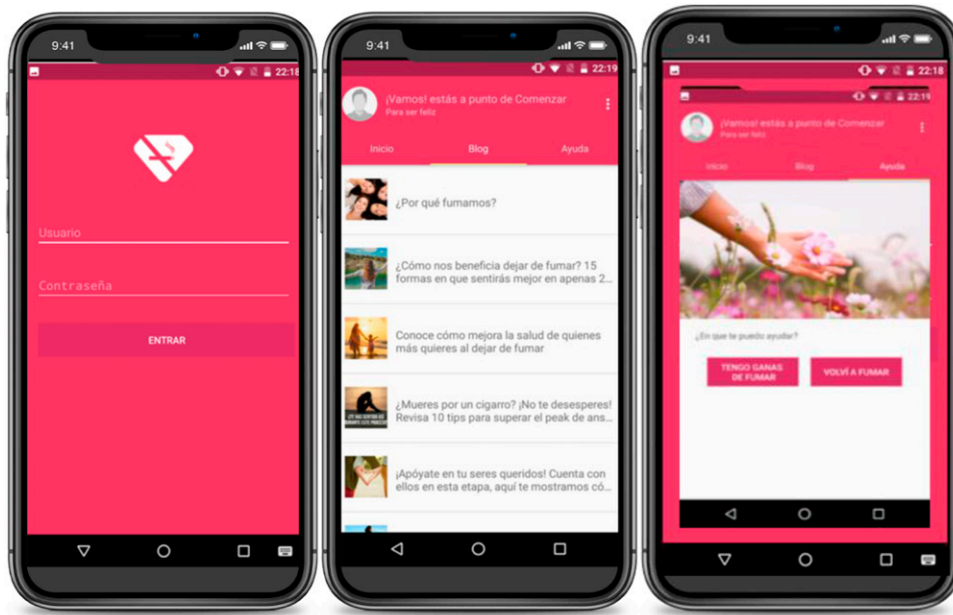 9:41
22:18
Usuario
Contraseña
ENTRAR
9:41
22:19
¡Vamos! estás a punto de Comenzar
Para ser feliz
Inicio
Blog
Ayuda
¿Por qué fumamos?
¿Cómo nos beneficia dejar de fumar? 15
formas en que sentirás mejor en apenas 2...
Conoce cómo mejora la salud de quienes
más quieres al dejar de fumar
¿Mueres por un cigarro? ¡No te desesperes!
Revisa 10 tips para superar el peak de ans...
¡Apóyate en tu seres queridos! Cuenta con
ellos en esta etapa, aquí te mostramos có...
9:41
22:18
22:19
¡Vamos! estás a punto de Comenzar
Para ser feliz
Inicio
Blog
Ayuda
¿En que te puedo ayudar?
TENGO GANAS
DE FUMAR
VOLVÍ A FUMAR